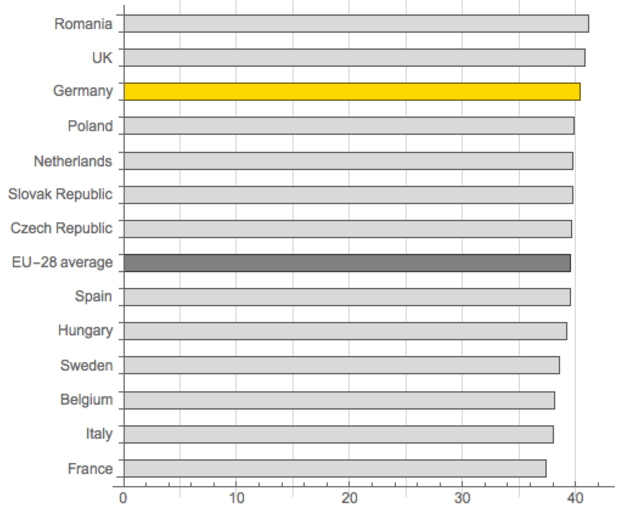 Romania
UK
Germany
Poland
Netherlands
Slovak Republic
Czech Republic
EU–28 average
Spain
Hungary
Sweden
Belgium
Italy
France
0 10 20 30 40